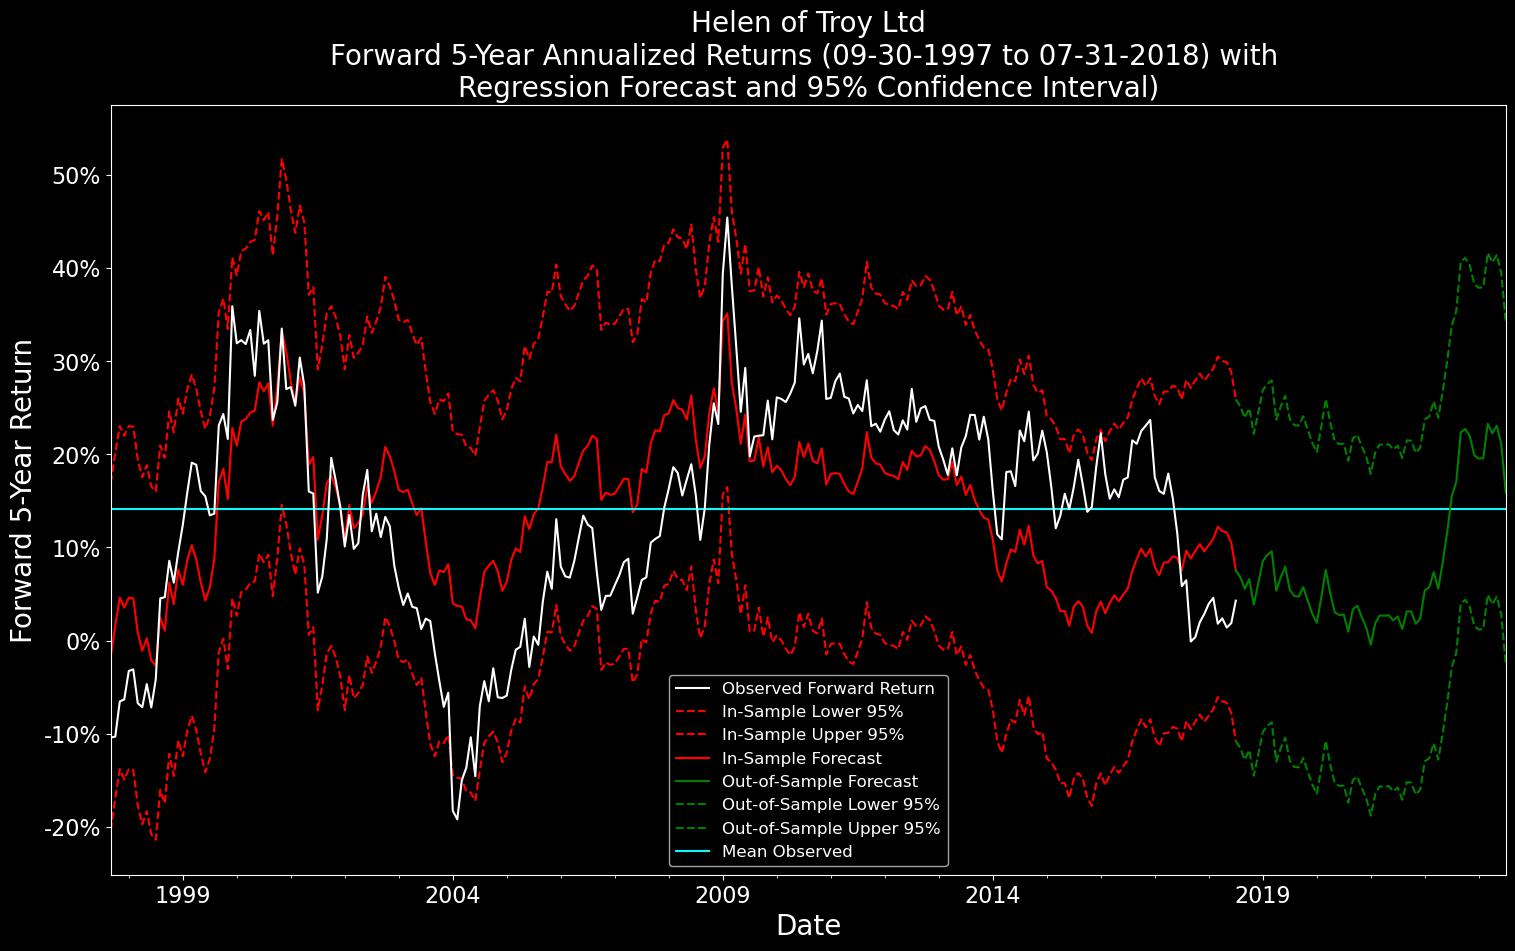 Helen of Troy Ltd
Forward 5-Year Annualized Returns (09-30-1997 to 07-31-2018) with
Regression Forecast and 95% Confidence Interval)
Forward 5-Year Return
50%
40%
30%
20%
10%
0%
-10%
-20%
Observed Forward Return
In-Sample Lower 95%
In-Sample Upper 95%
In-Sample Forecast
Out-of-Sample Forecast
Out-of-Sample Lower 95%
Out-of-Sample Upper 95%
Mean Observed
1999 2004 2009 2014 2019
Date